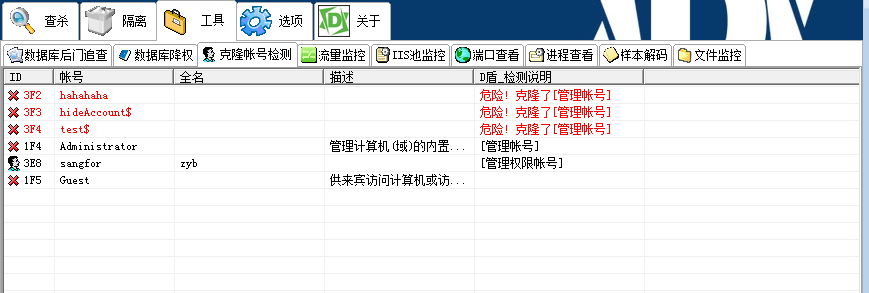 查杀 隔离 工具 选项 关于
数据库后门追查 数据库降权 克隆帐号检测 流量监控 IIS池监控 端口查看 进程查看 样本解码 文件监控
ID 帐号 全名 描述 D盾_检测说明
3F2 hahahaha 危险! 克隆了[管理帐号]
3F3 hideAccount$ 危险! 克隆了[管理帐号]
3F4 test$ 危险! 克隆了[管理帐号]
1F4 Administrator 管理计算机(域)的内置... [管理帐号]
3E8 sangfor zyb [管理权限帐号]
1F5 Guest 供来宾访问计算机或访...